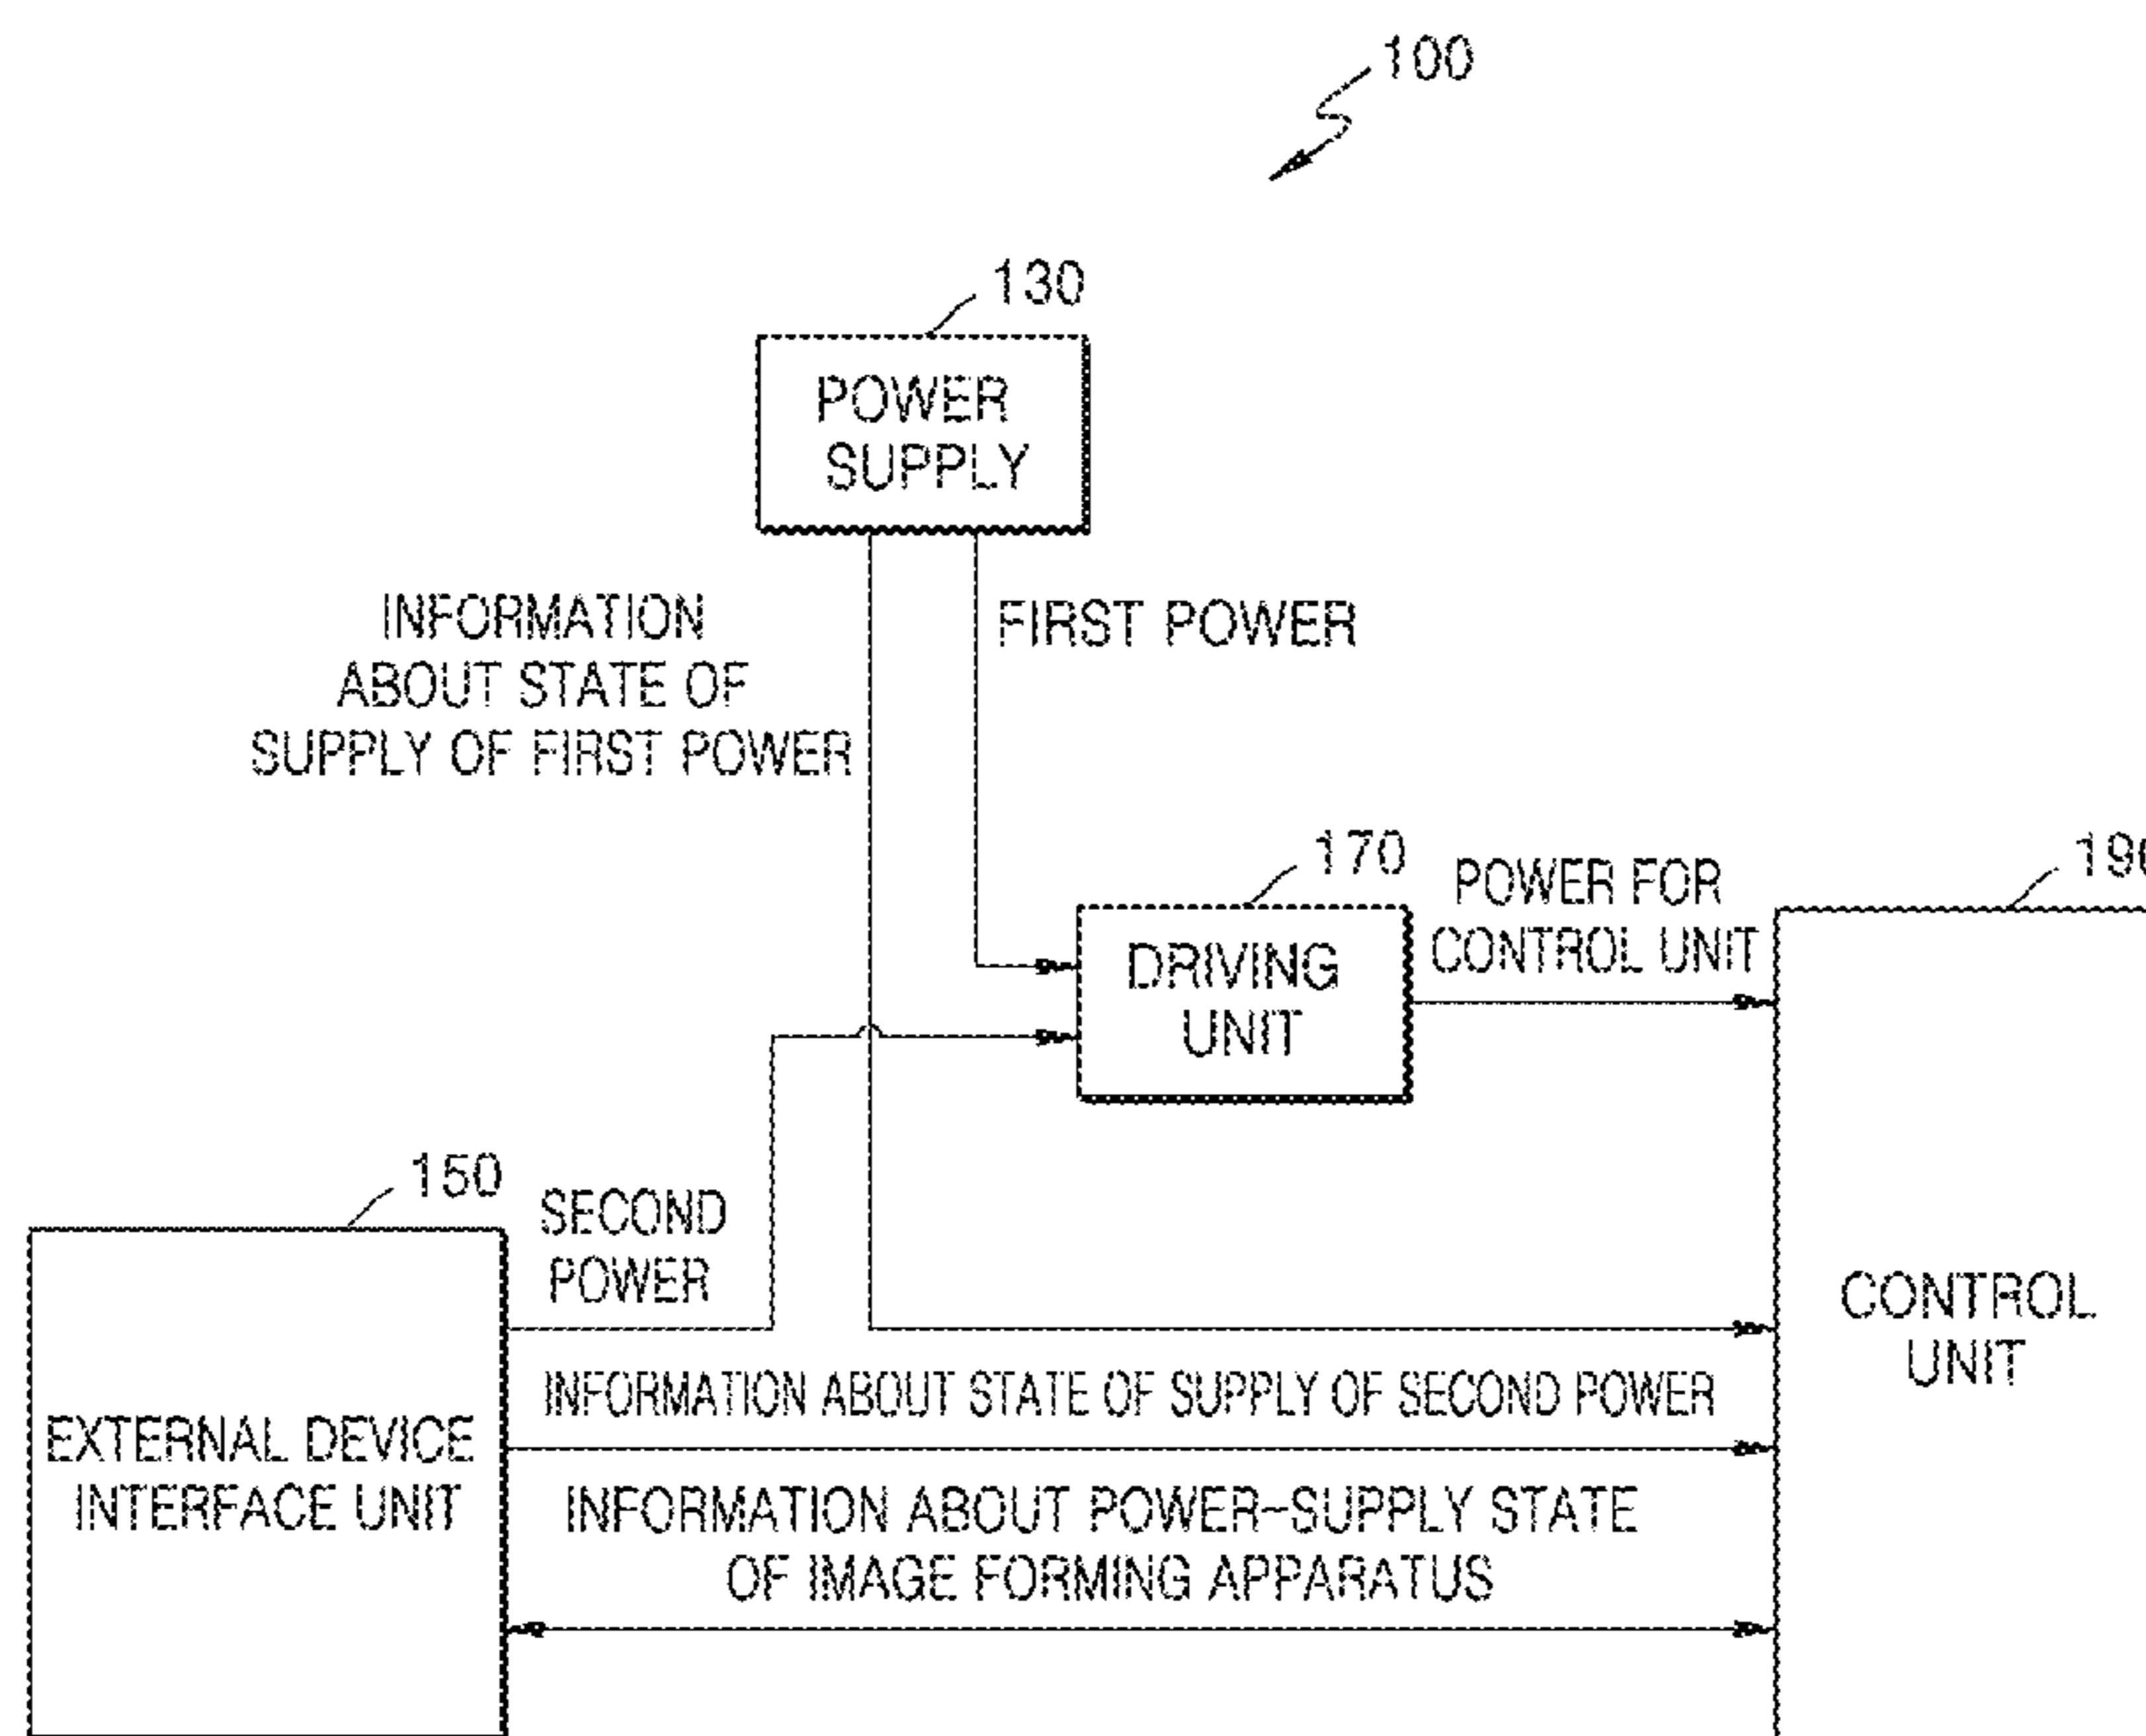 100
130
POWER
SUPPLY
INFORMATION
ABOUT STATE OF
SUPPLY OF FIRST POWER
FIRST POWER
170
DRIVING
UNIT
POWER FOR
CONTROL UNIT
190
CONTROL
UNIT
150
SECOND
POWER
EXTERNAL DEVICE
INTERFACE UNIT
INFORMATION ABOUT STATE OF SUPPLY OF SECOND POWER
INFORMATION ABOUT POWER-SUPPLY STATE
OF IMAGE FORMING APPARATUS